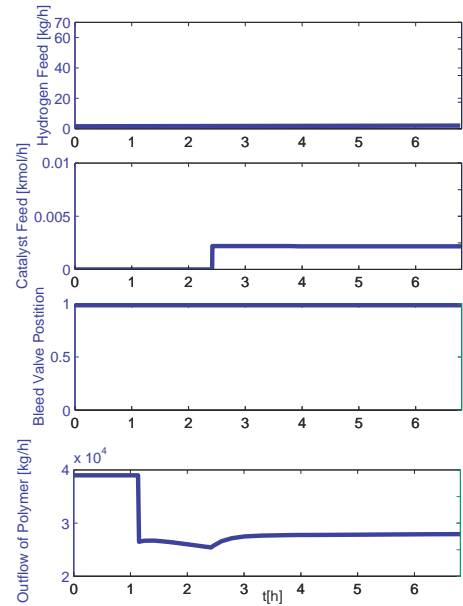 Hydrogen Feed [kg/h]
70
60
40
20
0
0 1 2 3 4 5 6
Catalyst Feed [kmol/h]
0.01
0.005
0
0 1 2 3 4 5 6
Bleed Valve Postition
1
0.5
0
0 1 2 3 4 5 6
Outflow of Polymer [kg/h]
x 10^4
4
3
2
0 1 2 3 4 5 6
t[h]